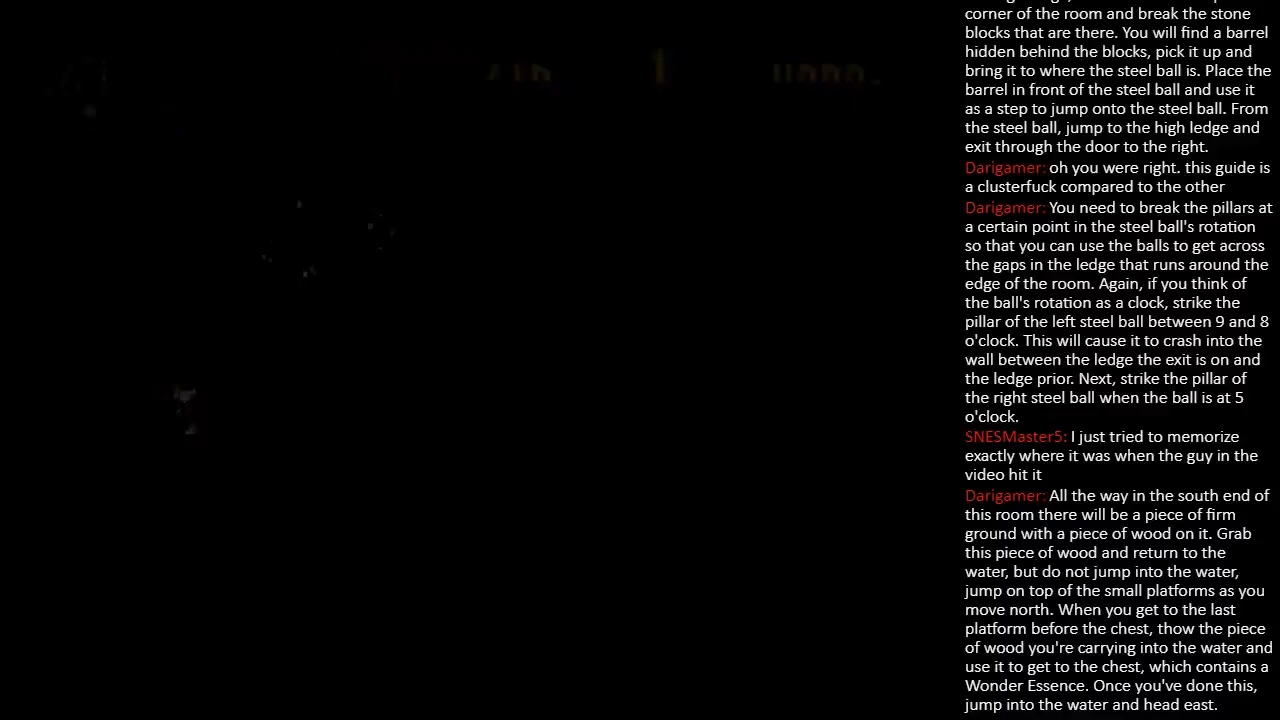 corner of the room and break the stone
blocks that are there. You will find a barrel
hidden behind the blocks, pick it up and
bring it to where the steel ball is. Place the
barrel in front of the steel ball and use it
as a step to jump onto the steel ball. From
the steel ball, jump to the high ledge and
exit through the door to the right.
Darigamer: oh you were right. this guide is
a clusterfuck compared to the other
Darigamer: You need to break the pillars at
a certain point in the steel ball's rotation
so that you can use the balls to get across
the gaps in the ledge that runs around the
edge of the room. Again, if you think of
the ball's rotation as a clock, strike the
pillar of the left steel ball between 9 and 8
o'clock. This will cause it to crash into the
wall between the ledge the exit is on and
the ledge prior. Next, strike the pillar of
the right steel ball when the ball is at 5
o'clock.
SNESMaster5: I just tried to memorize
exactly where it was when the guy in the
video hit it
Darigamer: All the way in the south end of
this room there will be a piece of firm
ground with a piece of wood on it. Grab
this piece of wood and return to the
water, but do not jump into the water,
jump on top of the small platforms as you
move north. When you get to the last
platform before the chest, thow the piece
of wood you're carrying into the water and
use it to get to the chest, which contains a
Wonder Essence. Once you've done this,
jump into the water and head east.